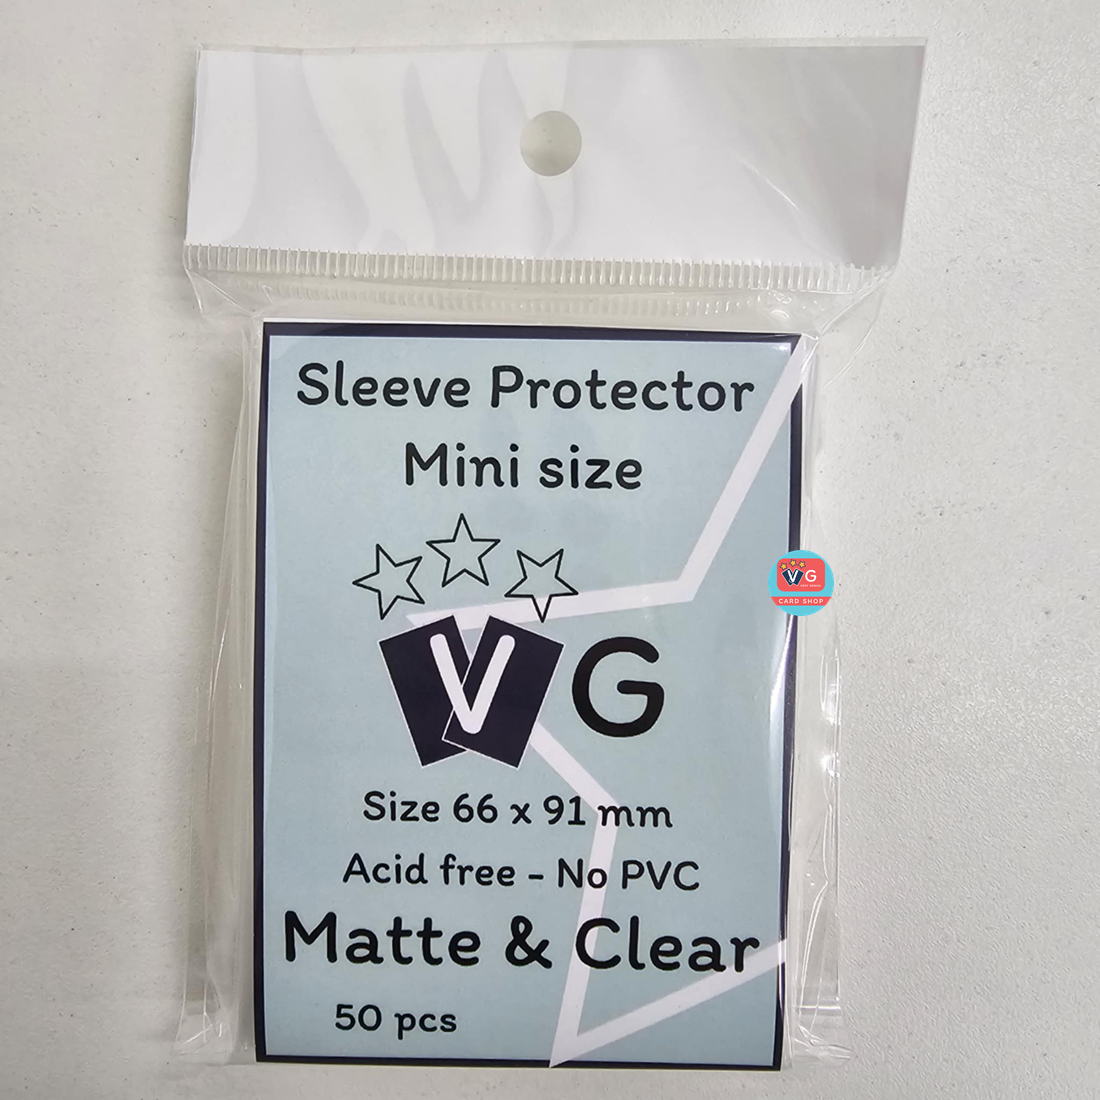 Sleeve Protector
Mini size
V G
Size 66 x 91 mm
Acid free - No PVC
Matte & Clear
50 pcs
VG
CARD SHOP